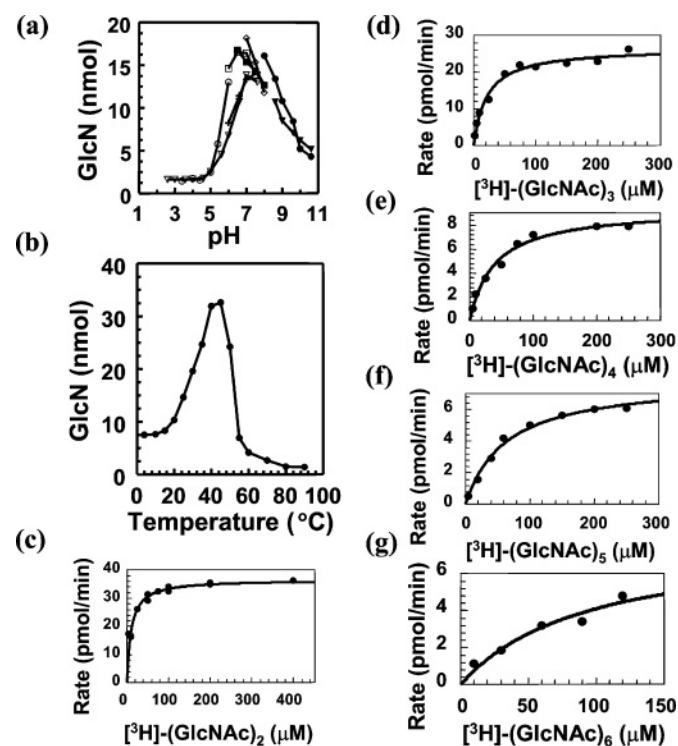 (a)
GlcN (nmol)
20
15
10
5
0
1 3 5 7 9 11
pH
(b)
GlcN (nmol)
40
30
20
10
0
0 20 40 60 80 100
Temperature (°C)
(c)
Rate (pmol/min)
40
30
20
10
0
0 100 200 300 400
[³H]-(GlcNAc)₂ (µM)
(d)
Rate (pmol/min)
30
20
10
0
0 100 200 300
[³H]-(GlcNAc)₃ (µM)
(e)
Rate (pmol/min)
8
6
4
2
0
0 100 200 300
[³H]-(GlcNAc)₄ (µM)
(f)
Rate (pmol/min)
6
4
2
0
0 100 200 300
[³H]-(GlcNAc)₅ (µM)
(g)
Rate (pmol/min)
6
4
2
0
0 50 100 150
[³H]-(GlcNAc)₆ (µM)